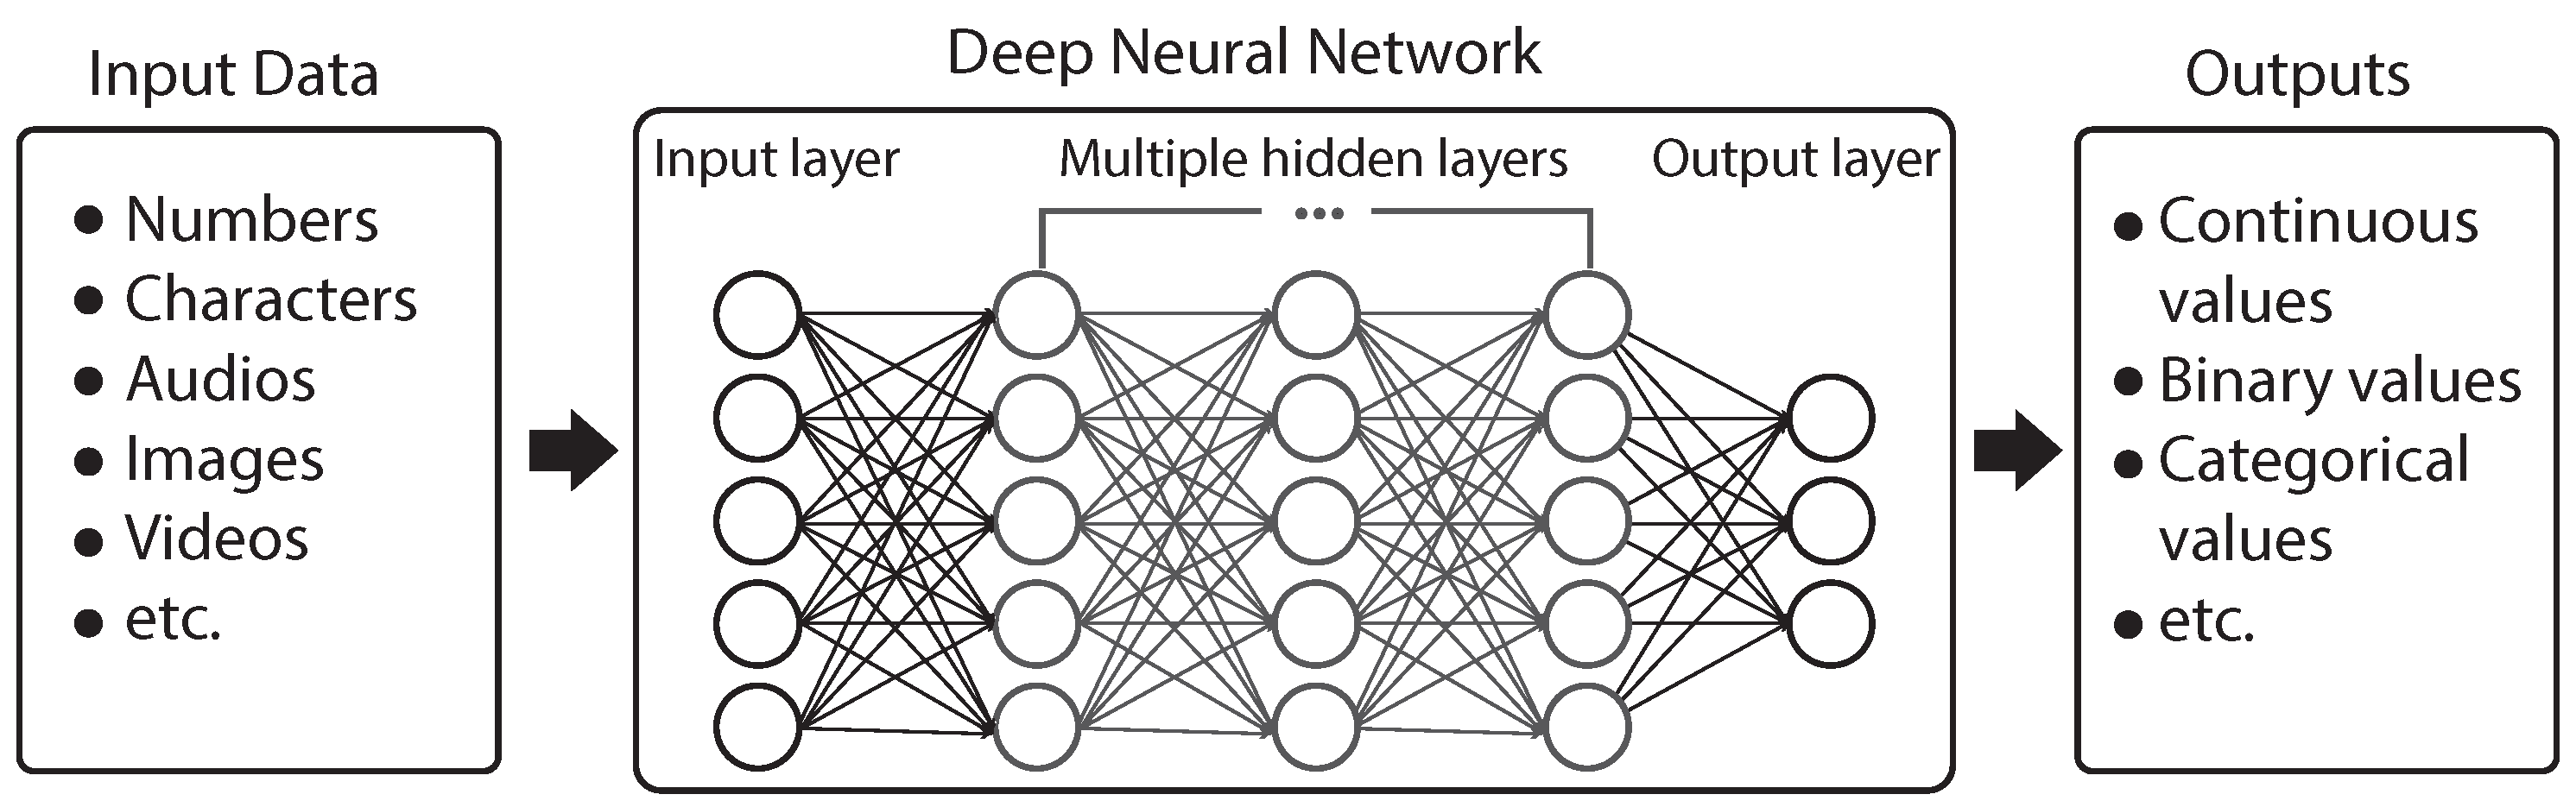 Input Data
● Numbers
● Characters
● Audios
● Images
● Videos
● etc.
Deep Neural Network
Input layer
Multiple hidden layers
Output layer
•••
Outputs
● Continuous
values
● Binary values
● Categorical
values
● etc.